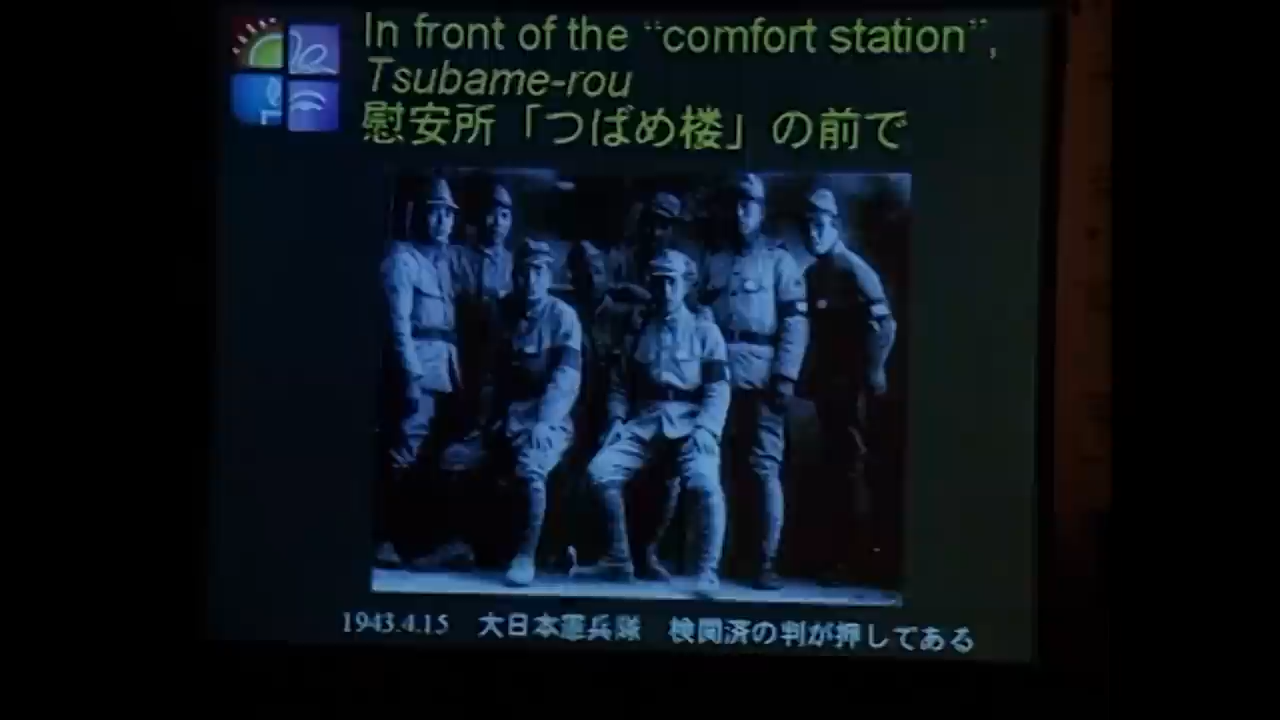 In front of the “comfort station”,
Tsubame-rou
慰安所「つばめ楼」の前で
1943.4.15 大日本憲兵隊 検閲済の判が押してある